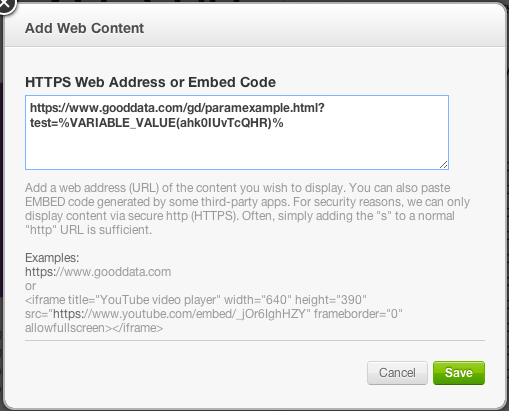 Add Web Content
HTTPS Web Address or Embed Code
https://www.gooddata.com/gd/paramexample.html?
test=%VARIABLE_VALUE(ahk0IUvTcQHR)%
Add a web address (URL) of the content you wish to display. You can also paste
EMBED code generated by some third-party apps. For security reasons, we can only
display content via secure http (HTTPS). Often, simply adding the "s" to a normal
"http" URL is sufficient.
Examples:
https://www.gooddata.com
or
<iframe title="YouTube video player" width="640" height="390"
src="https://www.youtube.com/embed/_jOr6IghHZY" frameborder="0"
allowfullscreen></iframe>
Cancel
Save